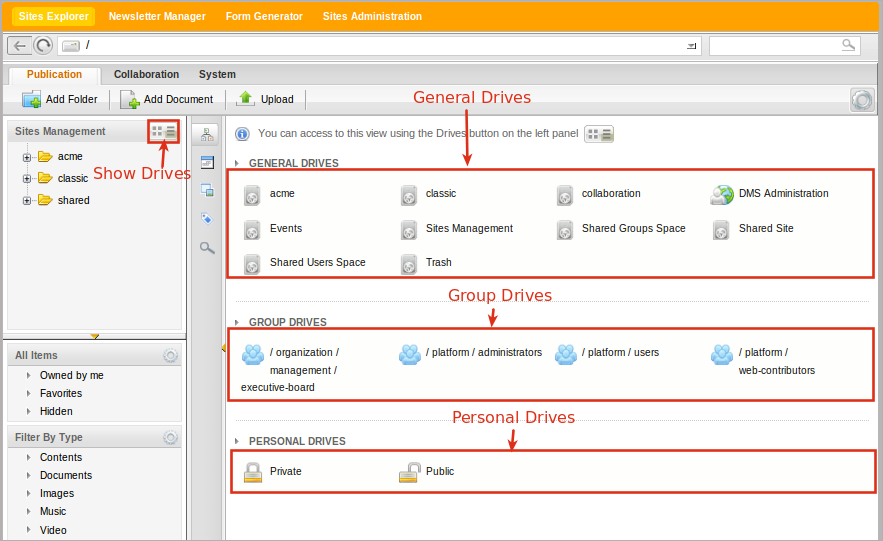 Sites Explorer Newsletter Manager Form Generator Sites Administration
/
Publication Collaboration System
Add Folder Add Document Upload
General Drives
Sites Management
You can access to this view using the Drives button on the left panel
acme
classic
shared
Show Drives
GENERAL DRIVES
acme classic collaboration DMS Administration
Events Sites Management Shared Groups Space Shared Site
Shared Users Space Trash
Group Drives
GROUP DRIVES
/ organization / / platform / administrators / platform / users / platform /
management / web-contributors
executive-board
All Items
Owned by me
Favorites
Hidden
Personal Drives
Filter By Type
PERSONAL DRIVES
Contents
Documents
Images
Music
Video
Private Public